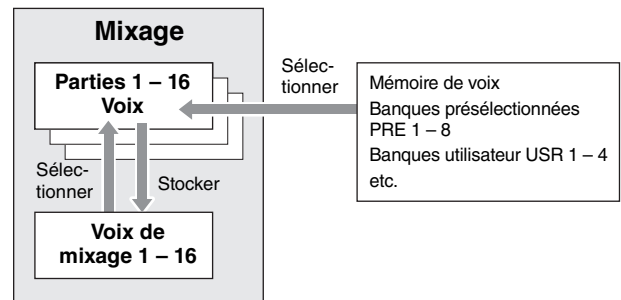 Mixage
Parties 1 – 16
Voix
Sélec-
tionner
Mémoire de voix
Banques présélectionnées
PRE 1 – 8
Banques utilisateur USR 1 – 4
etc.
Sélec-
tionner
Stocker
Voix de
mixage 1 – 16